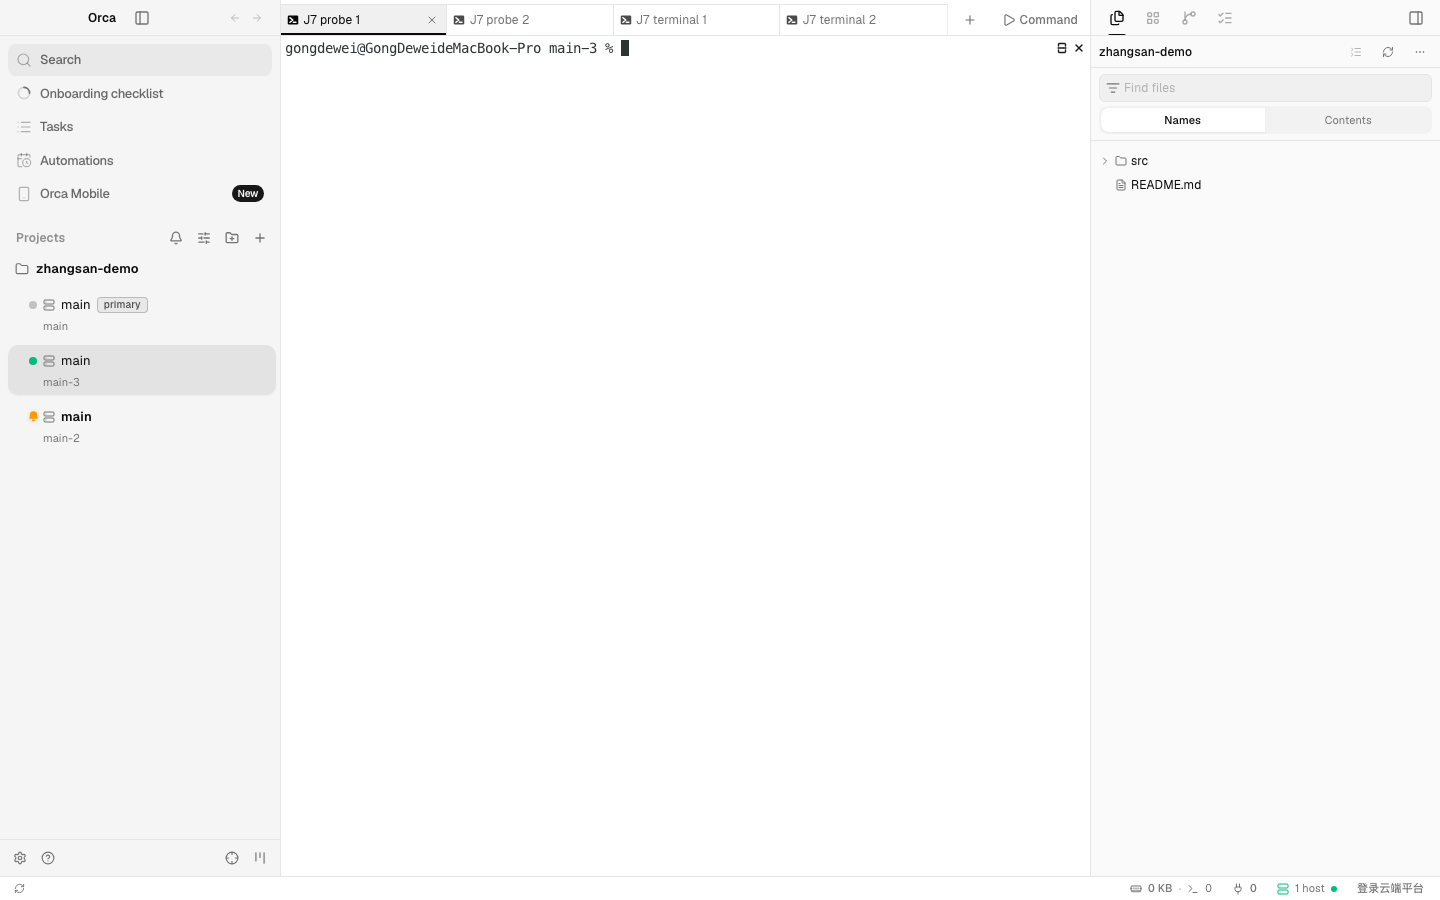 Orca
Search
Onboarding checklist
Tasks
Automations
Orca Mobile New
Projects
zhangsan-demo
main primary
main
main
main-3
main
main-2
J7 probe 1
J7 probe 2
J7 terminal 1
J7 terminal 2
Command
gongdewei@GongDeweideMacBook-Pro main-3 %
zhangsan-demo
Find files
Names Contents
src
README.md
0 KB · 0
0
1 host
登录云端平台